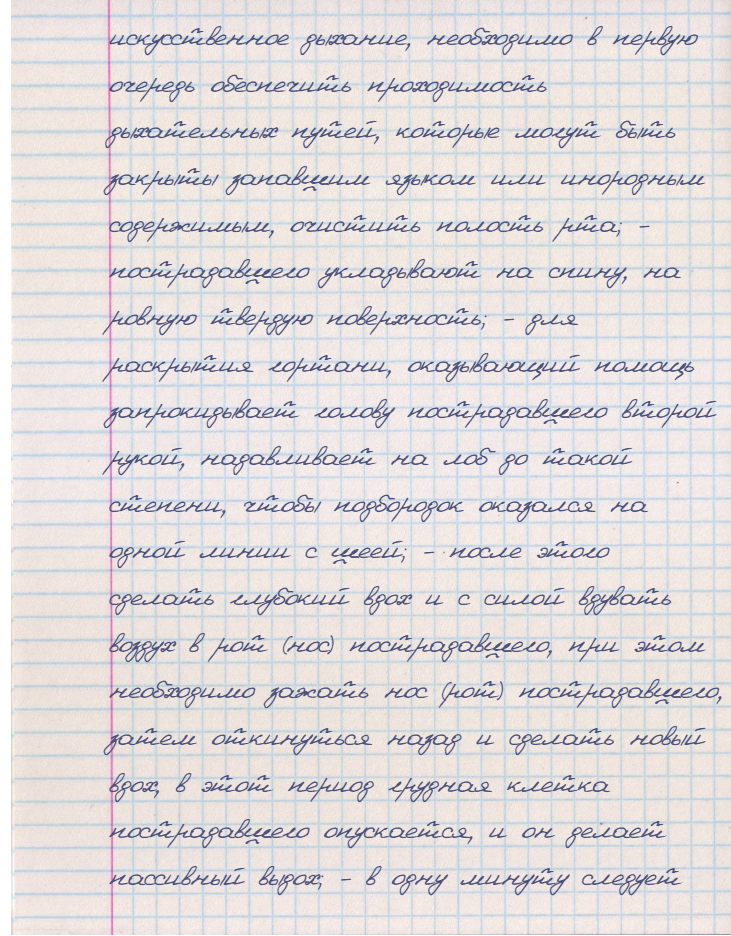 искусственное дыхание, необходимо в первую
очередь обеспечить проходимость
дыхательных путей, которые могут быть
закрыты запавшим языком или инородным
содержимым, очистить полость рта; -
пострадавшего укладывают на спину, на
ровную твердую поверхность; - для
раскрытия гортани, оказывающий помощь
запрокидывает голову пострадавшего второй
рукой, надавливает на лоб до такой
степени, чтобы подбородок оказался на
одной линии с шеей; - после этого
сделать глубокий вдох и с силой вдувать
воздух в рот (нос) пострадавшего, при этом
необходимо зажать нос (рот) пострадавшего,
затем откинуться назад и сделать новый
вдох, в этот период грудная клетка
пострадавшего опускается, и он делает
пассивный выдох; - в одну минуту следует